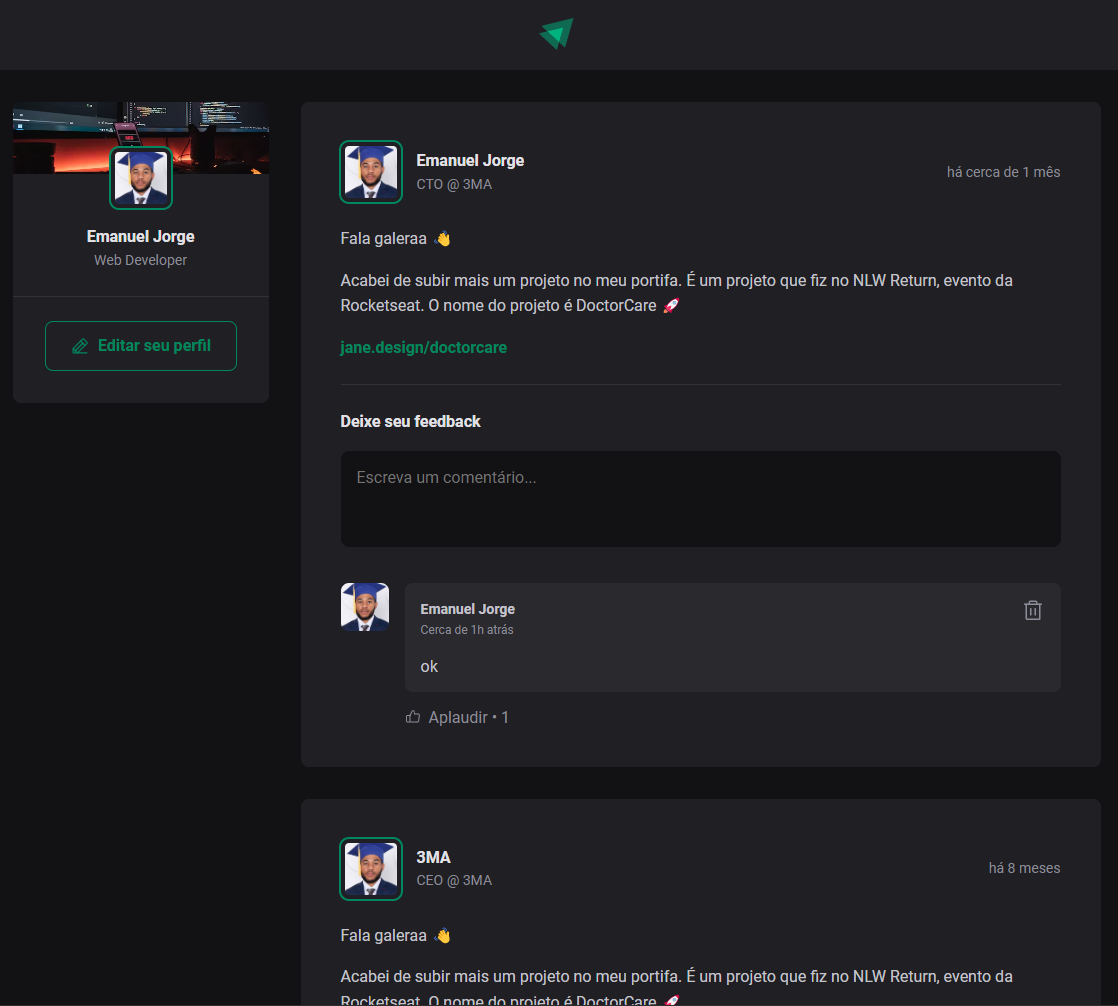 Emanuel Jorge
Web Developer
Editar seu perfil
Emanuel Jorge
CTO @ 3MA
há cerca de 1 mês
Fala galeraa 👋
Acabei de subir mais um projeto no meu portifa. É um projeto que fiz no NLW Return, evento da
Rocketseat. O nome do projeto é DoctorCare 🚀
jane.design/doctorcare
Deixe seu feedback
Escreva um comentário...
Emanuel Jorge
Cerca de 1h atrás
ok
Aplaudir • 1
3MA
CEO @ 3MA
há 8 meses
Fala galeraa 👋
Acabei de subir mais um projeto no meu portifa. É um projeto que fiz no NLW Return, evento da
Rocketseat. O nome do projeto é DoctorCare 🚀